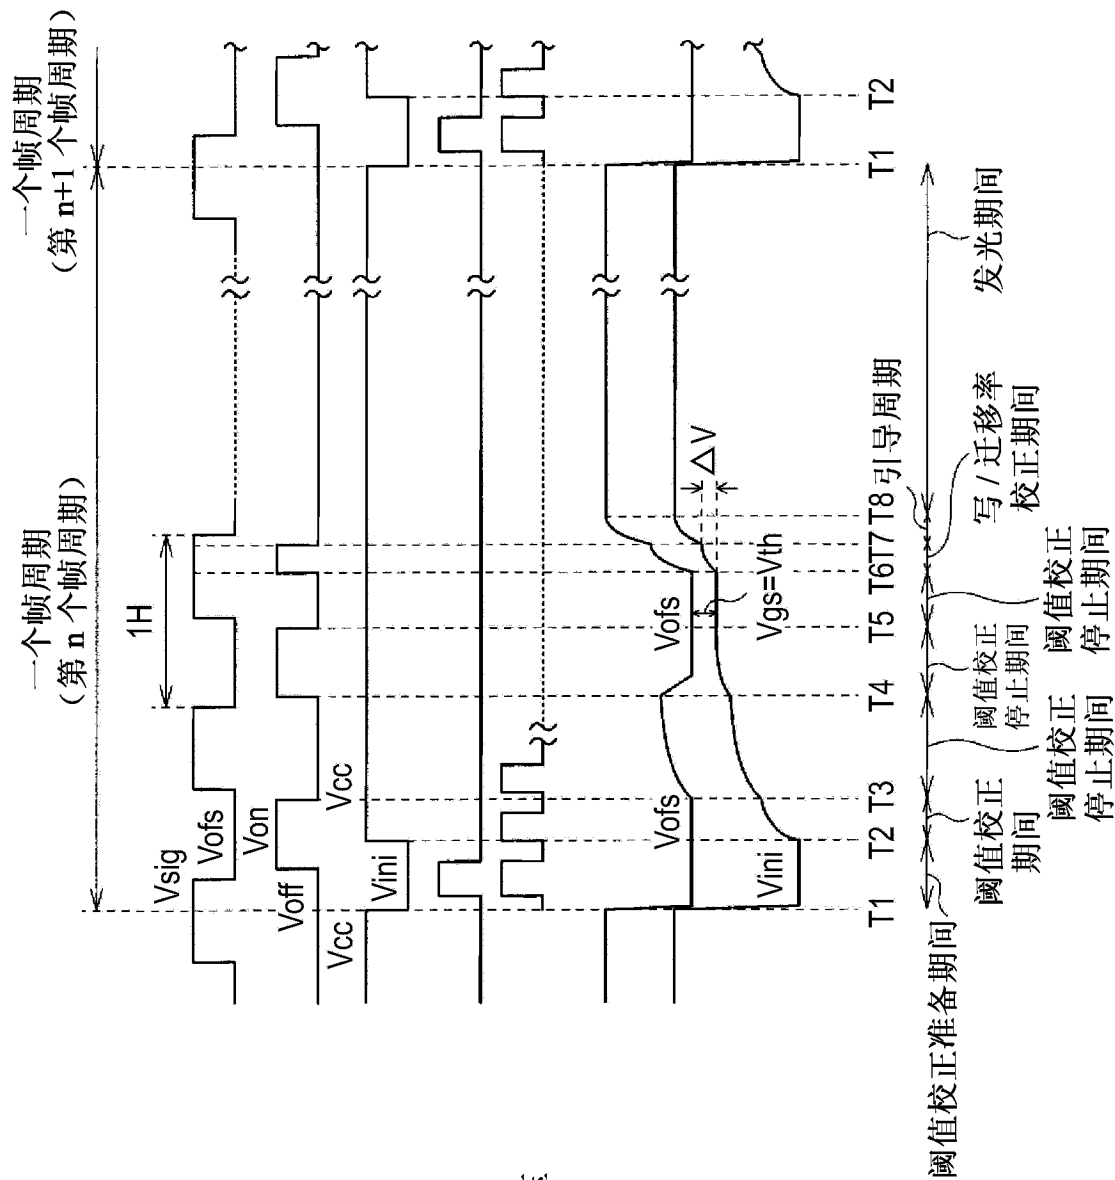 一个帧周期
（第 n 个帧周期）
一个帧周期
（第 n+1 个帧周期）
1H
Vsig
Vofs
Von
Voff
Vcc
Vcc
Vini
Vofs
Vofs
Vini
Vgs=Vth
ΔV
T1
T2
T3
T4
T5
T6
T7
T8
T1
T2
引导周期
阈值校正准备期间
阈值校正
期间
阈值校正
停止期间
阈值校正
停止期间
阈值校正
停止期间
写/迁移率
校正期间
发光期间